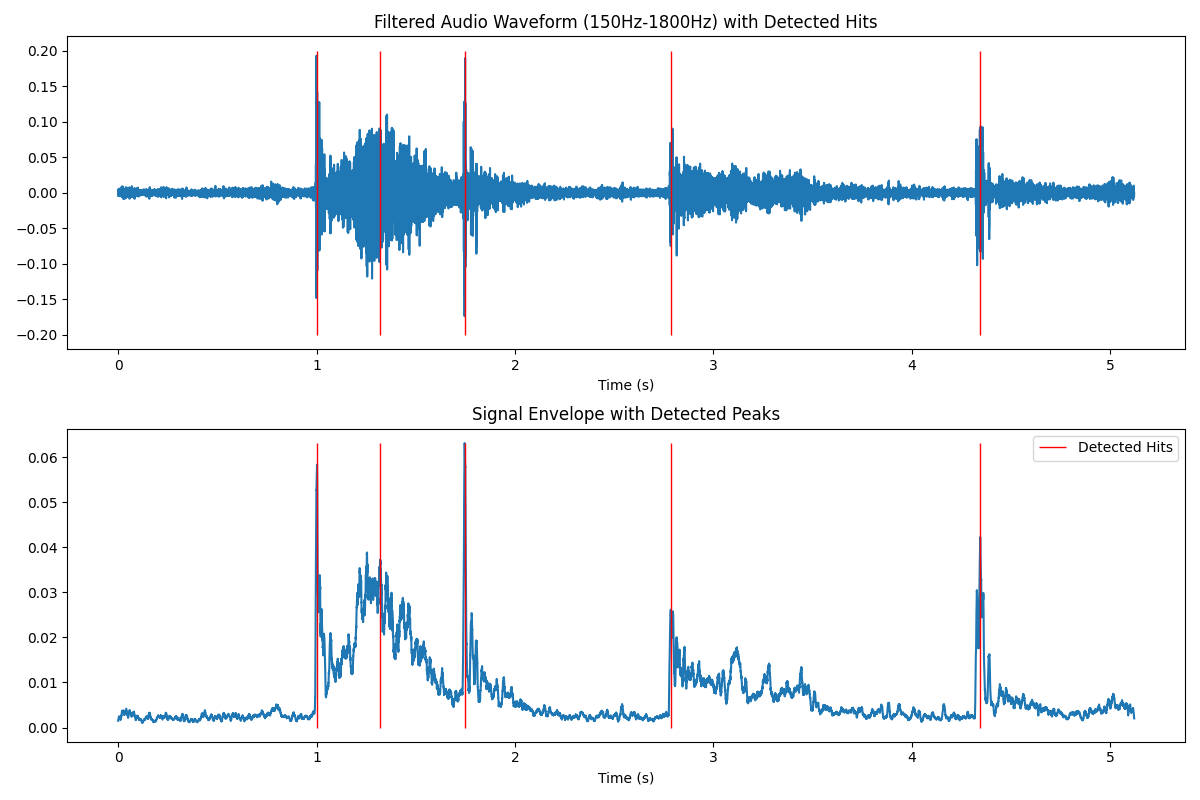 Filtered Audio Waveform (150Hz-1800Hz) with Detected Hits
0.20
0.15
0.10
0.05
0.00
−0.05
−0.10
−0.15
−0.20
0 1 2 3 4 5
Time (s)
Signal Envelope with Detected Peaks
Detected Hits
0.06
0.05
0.04
0.03
0.02
0.01
0.00
0 1 2 3 4 5
Time (s)